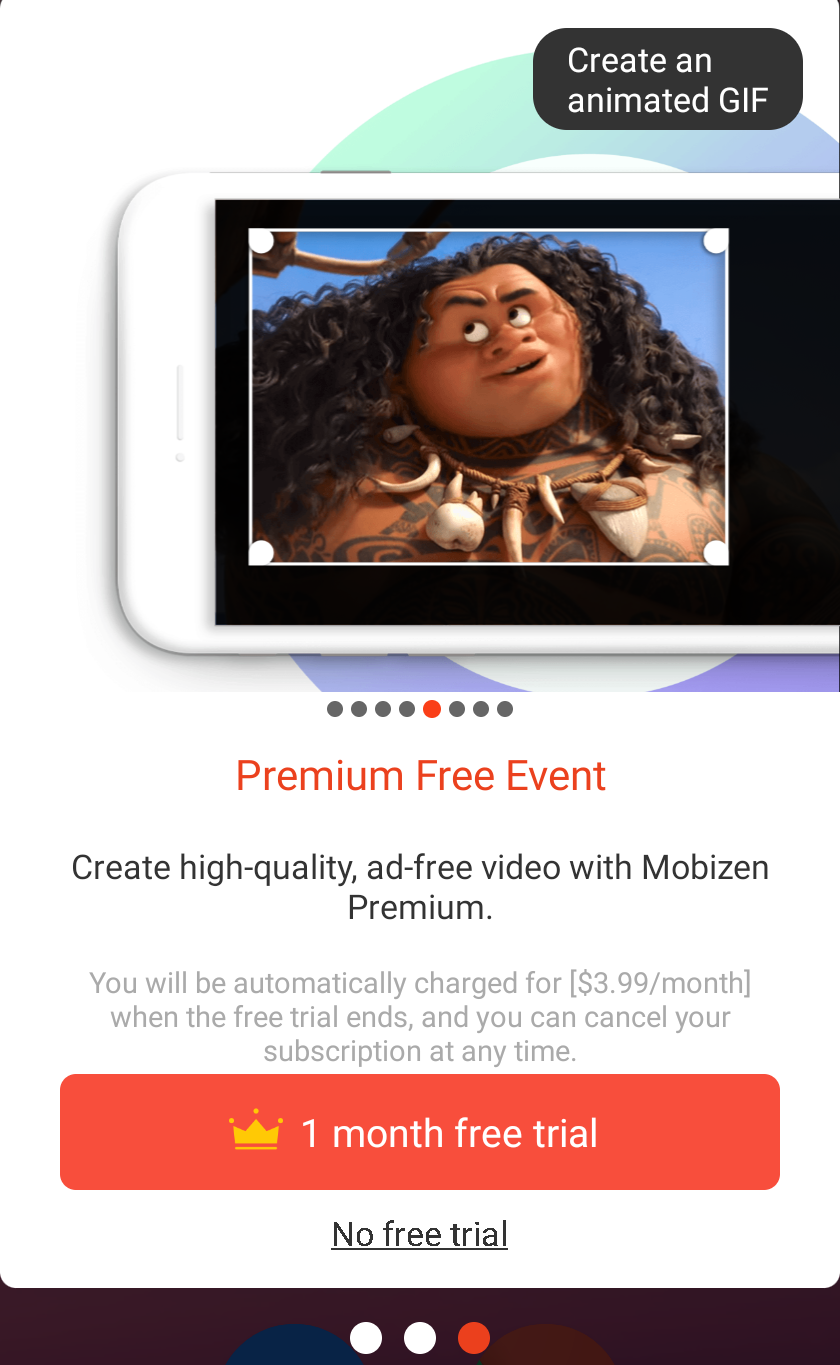 Create an
animated GIF
Premium Free Event
Create high-quality, ad-free video with Mobizen
Premium.
You will be automatically charged for [$3.99/month]
when the free trial ends, and you can cancel your
subscription at any time.
1 month free trial
No free trial